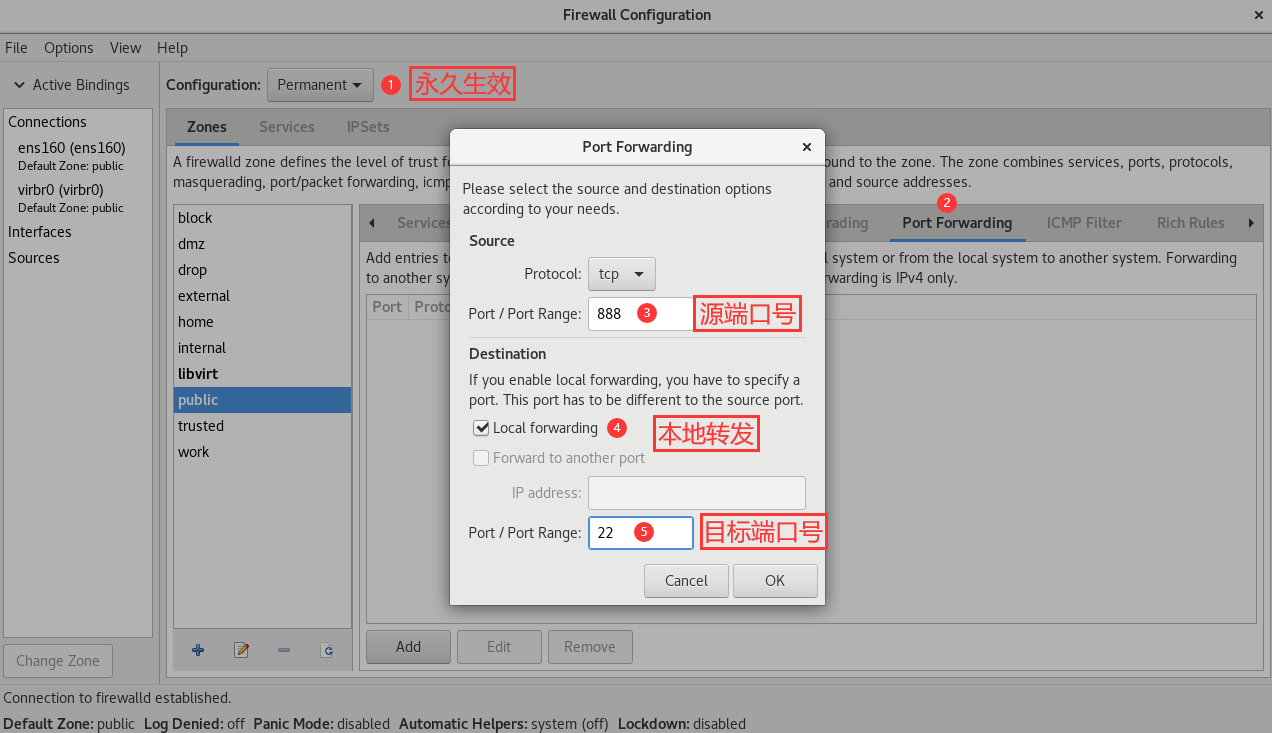 Firewall Configuration
File Options View Help
Active Bindings
Configuration: Permanent 1 永久生效
Connections
ens160 (ens160)
Default Zone: public
virbr0 (virbr0)
Default Zone: public
Interfaces
Sources
Change Zone
Zones Services IPSets
A firewalld zone defines the level of trust fo
ound to the zone. The zone combines services, ports, protocols,
masquerading, port/packet forwarding, icmp
and source addresses.
block
dmz
drop
external
home
internal
libvirt
public
trusted
work
2
Services
rading Port Forwarding ICMP Filter Rich Rules
Add entries to
l system or from the local system to another system. Forwarding
to another sy
rwarding is IPv4 only.
Port Proto
Port Forwarding
Please select the source and destination options
according to your needs.
Source
Protocol: tcp
Port / Port Range: 888 3 源端口号
Destination
If you enable local forwarding, you have to specify a
port. This port has to be different to the source port.
Local forwarding 4 本地转发
Forward to another port
IP address:
Port / Port Range: 22 5 目标端口号
Cancel OK
Add Edit Remove
Connection to firewalld established.
Default Zone: public Log Denied: off Panic Mode: disabled Automatic Helpers: system (off) Lockdown: disabled